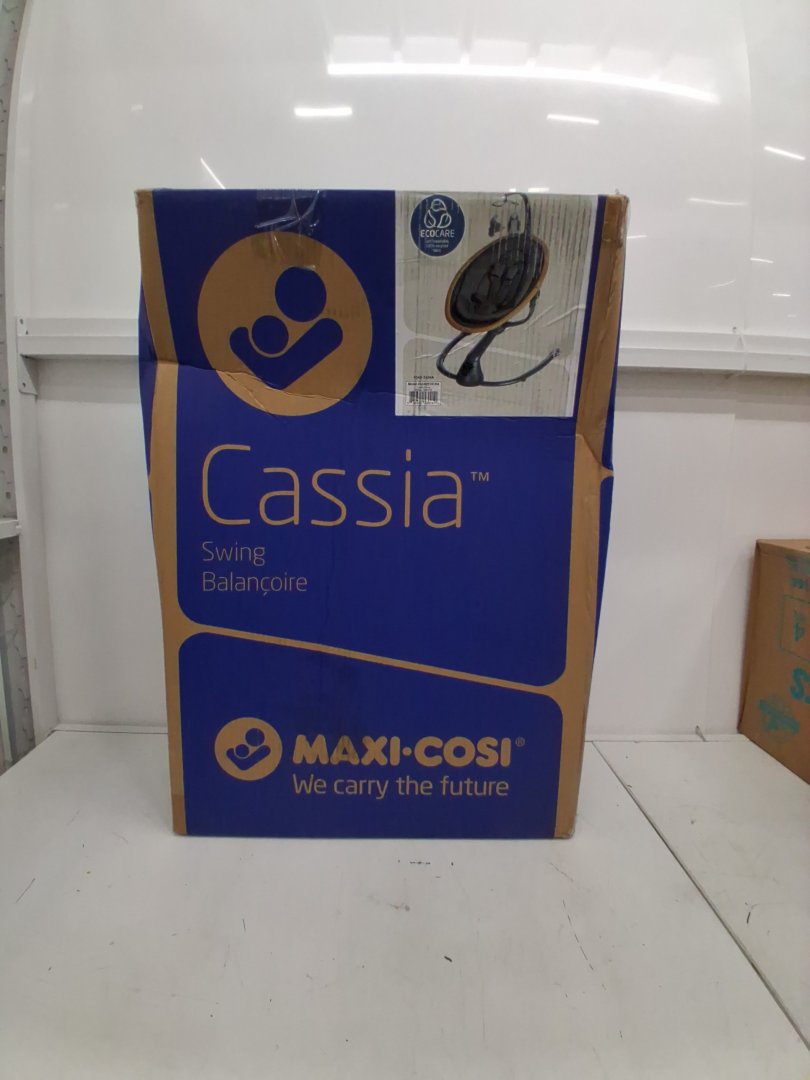 ECOCARE
Cassia™
Swing
Balançoire
MAXI·COSI®
We carry the future